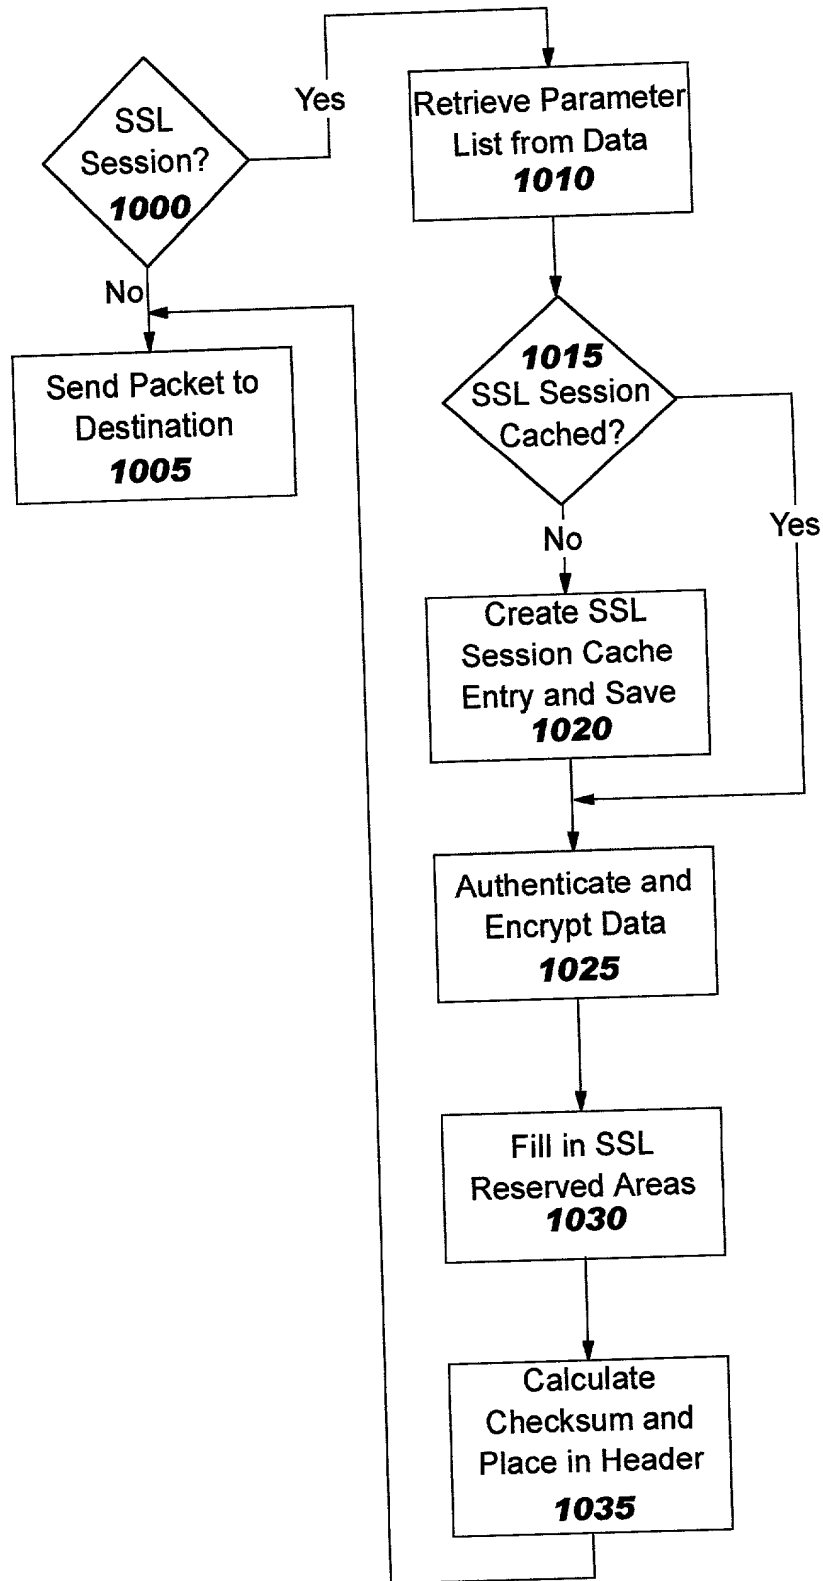 SSL
Session?
1000
Yes
No
Send Packet to
Destination
1005
Retrieve Parameter
List from Data
1010
1015
SSL Session
Cached?
Yes
No
Create SSL
Session Cache
Entry and Save
1020
Authenticate and
Encrypt Data
1025
Fill in SSL
Reserved Areas
1030
Calculate
Checksum and
Place in Header
1035